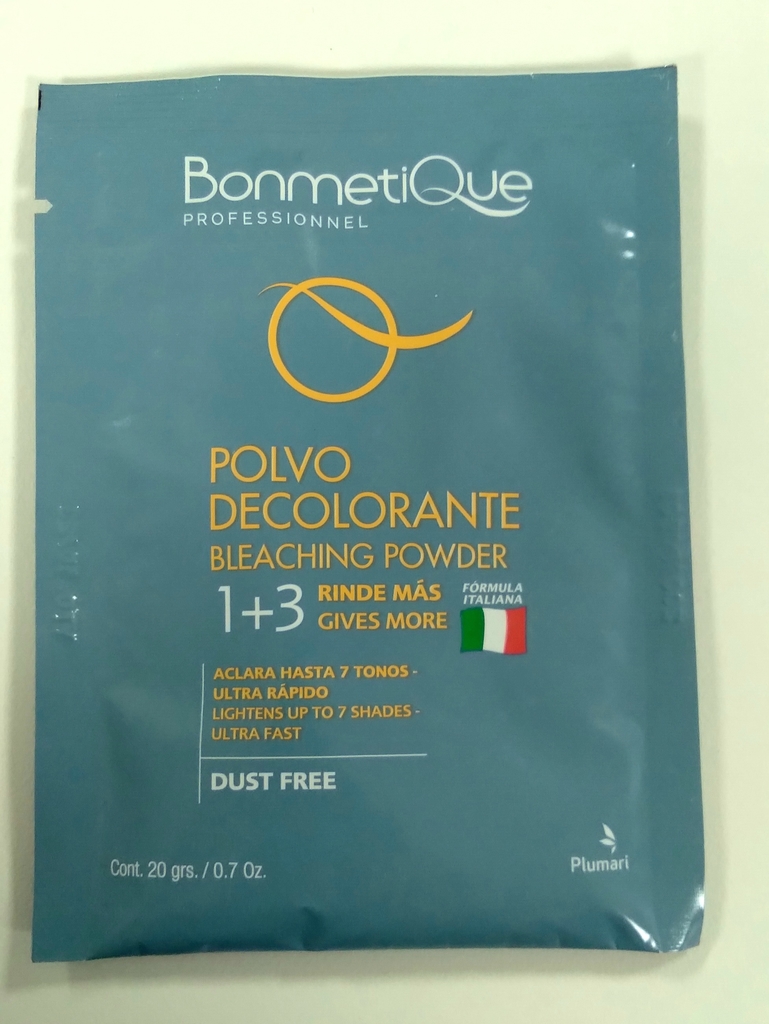 BonmetiQue
PROFESSIONNEL
POLVO
DECOLORANTE
BLEACHING POWDER
1+3
RINDE MÁS
GIVES MORE
FÓRMULA
ITALIANA
ACLARA HASTA 7 TONOS -
ULTRA RÁPIDO
LIGHTENS UP TO 7 SHADES -
ULTRA FAST
DUST FREE
Cont. 20 grs. / 0.7 Oz.
Plumari